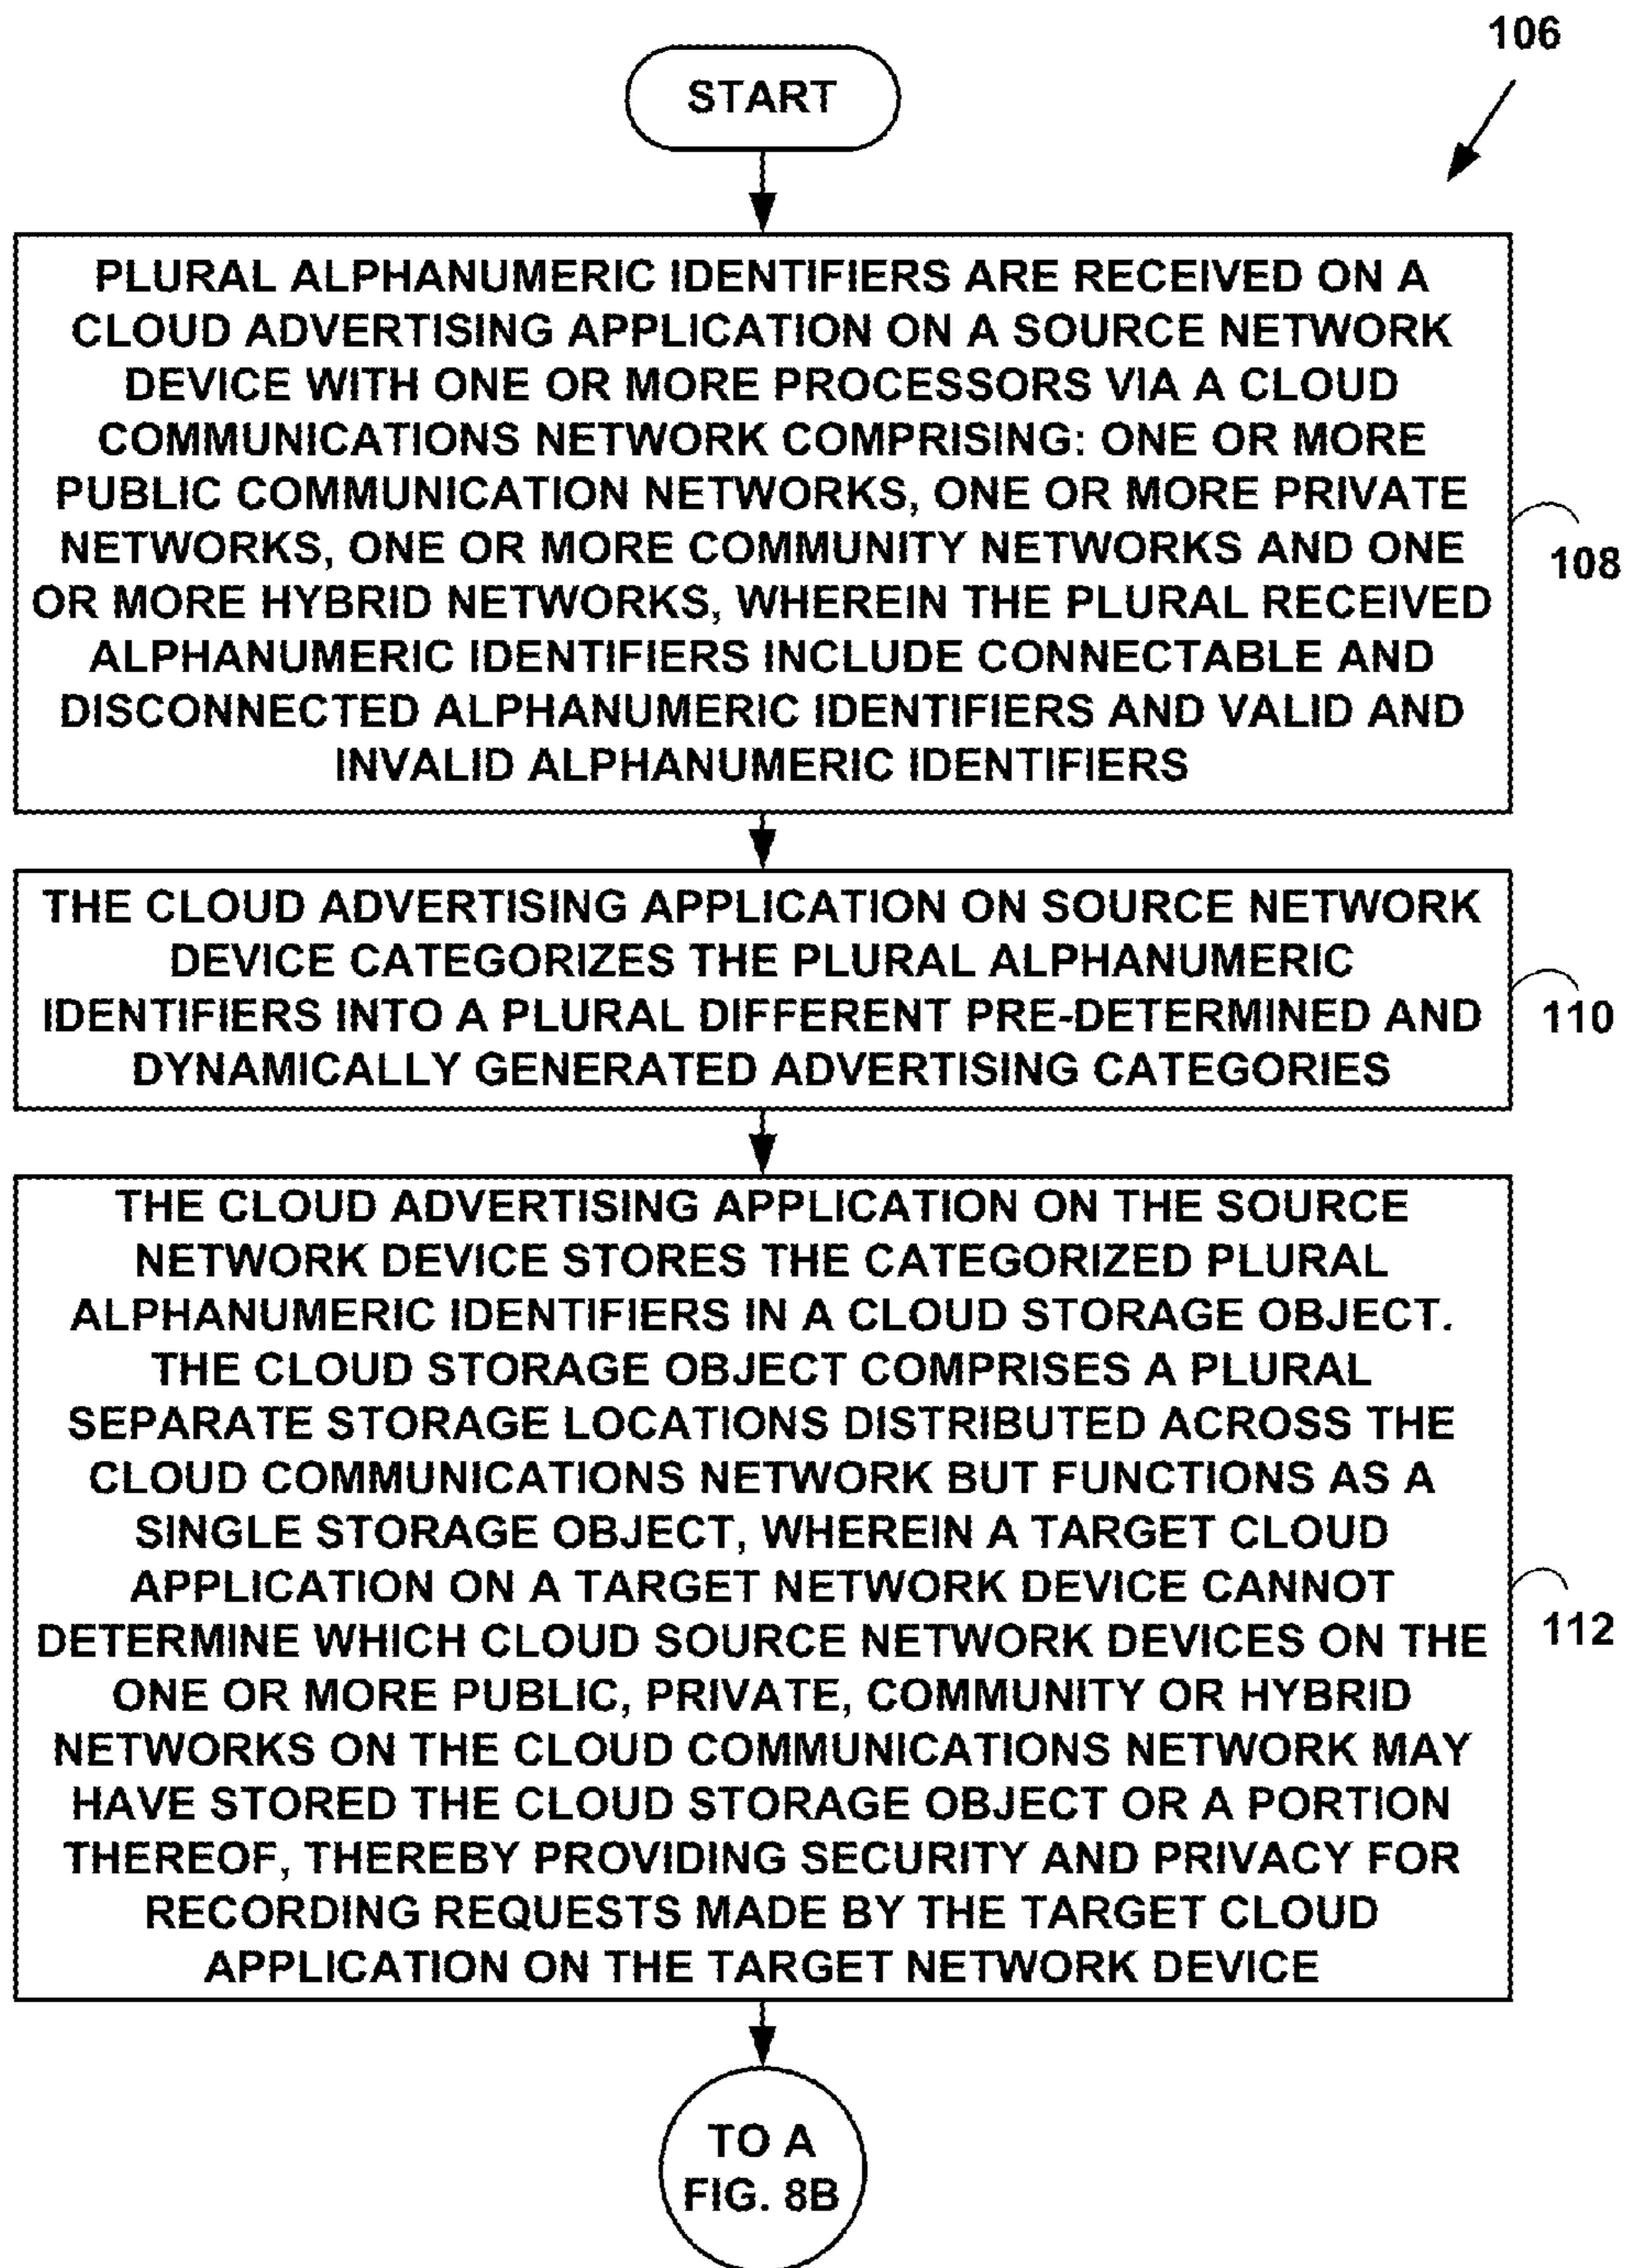 106
START
PLURAL ALPHANUMERIC IDENTIFIERS ARE RECEIVED ON A
CLOUD ADVERTISING APPLICATION ON A SOURCE NETWORK
DEVICE WITH ONE OR MORE PROCESSORS VIA A CLOUD
COMMUNICATIONS NETWORK COMPRISING: ONE OR MORE
PUBLIC COMMUNICATION NETWORKS, ONE OR MORE PRIVATE
NETWORKS, ONE OR MORE COMMUNITY NETWORKS AND ONE
OR MORE HYBRID NETWORKS, WHEREIN THE PLURAL RECEIVED
ALPHANUMERIC IDENTIFIERS INCLUDE CONNECTABLE AND
DISCONNECTED ALPHANUMERIC IDENTIFIERS AND VALID AND
INVALID ALPHANUMERIC IDENTIFIERS
108
THE CLOUD ADVERTISING APPLICATION ON SOURCE NETWORK
DEVICE CATEGORIZES THE PLURAL ALPHANUMERIC
IDENTIFIERS INTO A PLURAL DIFFERENT PRE-DETERMINED AND
DYNAMICALLY GENERATED ADVERTISING CATEGORIES
110
THE CLOUD ADVERTISING APPLICATION ON THE SOURCE
NETWORK DEVICE STORES THE CATEGORIZED PLURAL
ALPHANUMERIC IDENTIFIERS IN A CLOUD STORAGE OBJECT.
THE CLOUD STORAGE OBJECT COMPRISES A PLURAL
SEPARATE STORAGE LOCATIONS DISTRIBUTED ACROSS THE
CLOUD COMMUNICATIONS NETWORK BUT FUNCTIONS AS A
SINGLE STORAGE OBJECT, WHEREIN A TARGET CLOUD
APPLICATION ON A TARGET NETWORK DEVICE CANNOT
DETERMINE WHICH CLOUD SOURCE NETWORK DEVICES ON THE
ONE OR MORE PUBLIC, PRIVATE, COMMUNITY OR HYBRID
NETWORKS ON THE CLOUD COMMUNICATIONS NETWORK MAY
HAVE STORED THE CLOUD STORAGE OBJECT OR A PORTION
THEREOF, THEREBY PROVIDING SECURITY AND PRIVACY FOR
RECORDING REQUESTS MADE BY THE TARGET CLOUD
APPLICATION ON THE TARGET NETWORK DEVICE
112
TO A
FIG. 8B